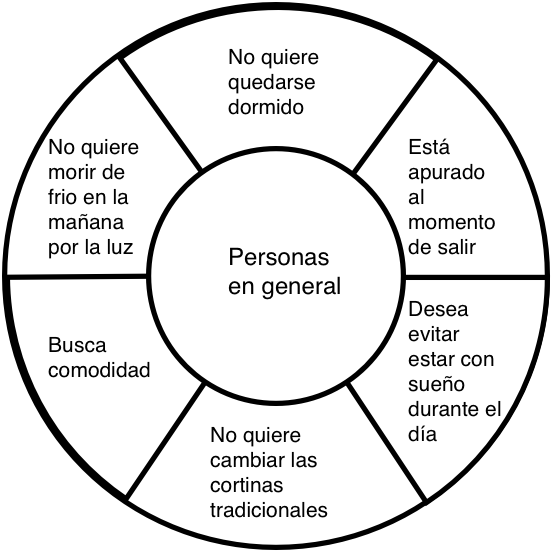 No quiere
quedarse
dormido
Está
apurado
al
momento
de salir
Desea
evitar
estar con
sueño
durante el
día
No quiere
cambiar las
cortinas
tradicionales
Busca
comodidad
No quiere
morir de
frio en la
mañana
por la luz
Personas
en general